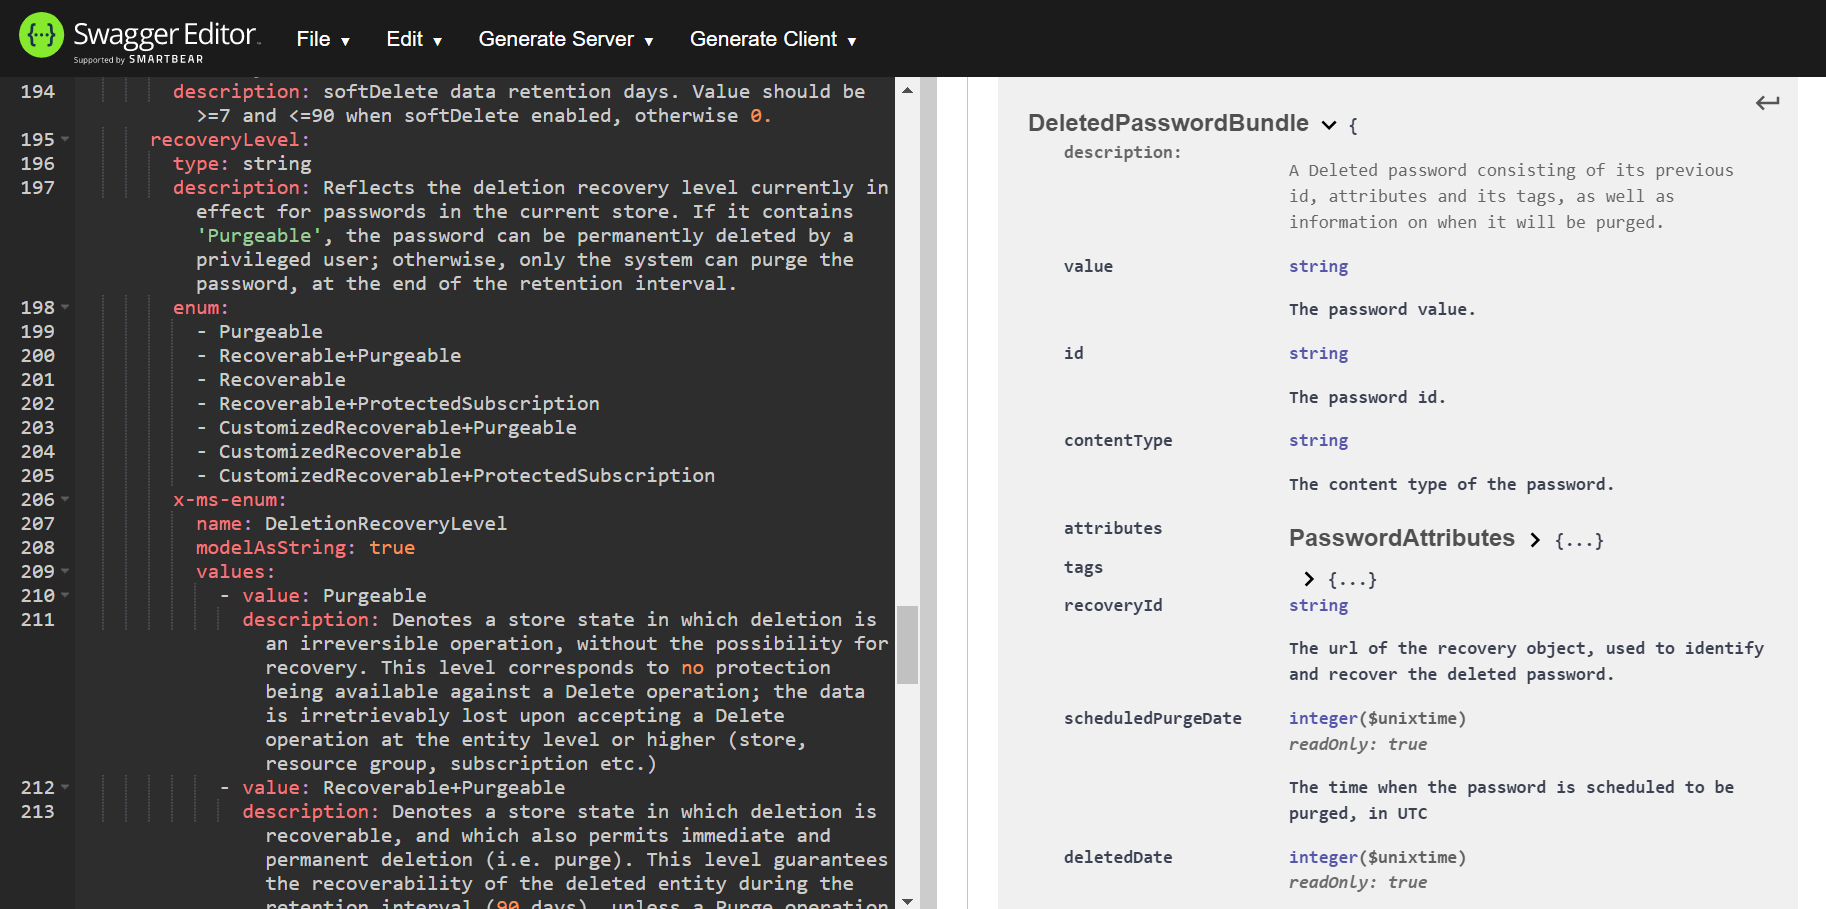 Swagger Editor
Supported by SMARTBEAR
File ▼ Edit ▼ Generate Server ▼ Generate Client ▼
194 description: softDelete data retention days. Value should be
>=7 and <=90 when softDelete enabled, otherwise 0.
195 recoveryLevel:
196 type: string
197 description: Reflects the deletion recovery level currently in
effect for passwords in the current store. If it contains
'Purgeable', the password can be permanently deleted by a
privileged user; otherwise, only the system can purge the
password, at the end of the retention interval.
198 enum:
199 - Purgeable
200 - Recoverable+Purgeable
201 - Recoverable
202 - Recoverable+ProtectedSubscription
203 - CustomizedRecoverable+Purgeable
204 - CustomizedRecoverable
205 - CustomizedRecoverable+ProtectedSubscription
206 x-ms-enum:
207 name: DeletionRecoveryLevel
208 modelAsString: true
209 values:
210 - value: Purgeable
211 description: Denotes a store state in which deletion is
an irreversible operation, without the possibility for
recovery. This level corresponds to no protection
being available against a Delete operation; the data
is irretrievably lost upon accepting a Delete
operation at the entity level or higher (store,
resource group, subscription etc.)
212 - value: Recoverable+Purgeable
213 description: Denotes a store state in which deletion is
recoverable, and which also permits immediate and
permanent deletion (i.e. purge). This level guarantees
the recoverability of the deleted entity during the
retention interval (90 days), unless a Purge operation
DeletedPasswordBundle {
description:
A Deleted password consisting of its previous
id, attributes and its tags, as well as
information on when it will be purged.
value string
The password value.
id string
The password id.
contentType string
The content type of the password.
attributes PasswordAttributes > {...}
tags > {...}
recoveryId string
The url of the recovery object, used to identify
and recover the deleted password.
scheduledPurgeDate integer($unixtime)
readOnly: true
The time when the password is scheduled to be
purged, in UTC
deletedDate integer($unixtime)
readOnly: true